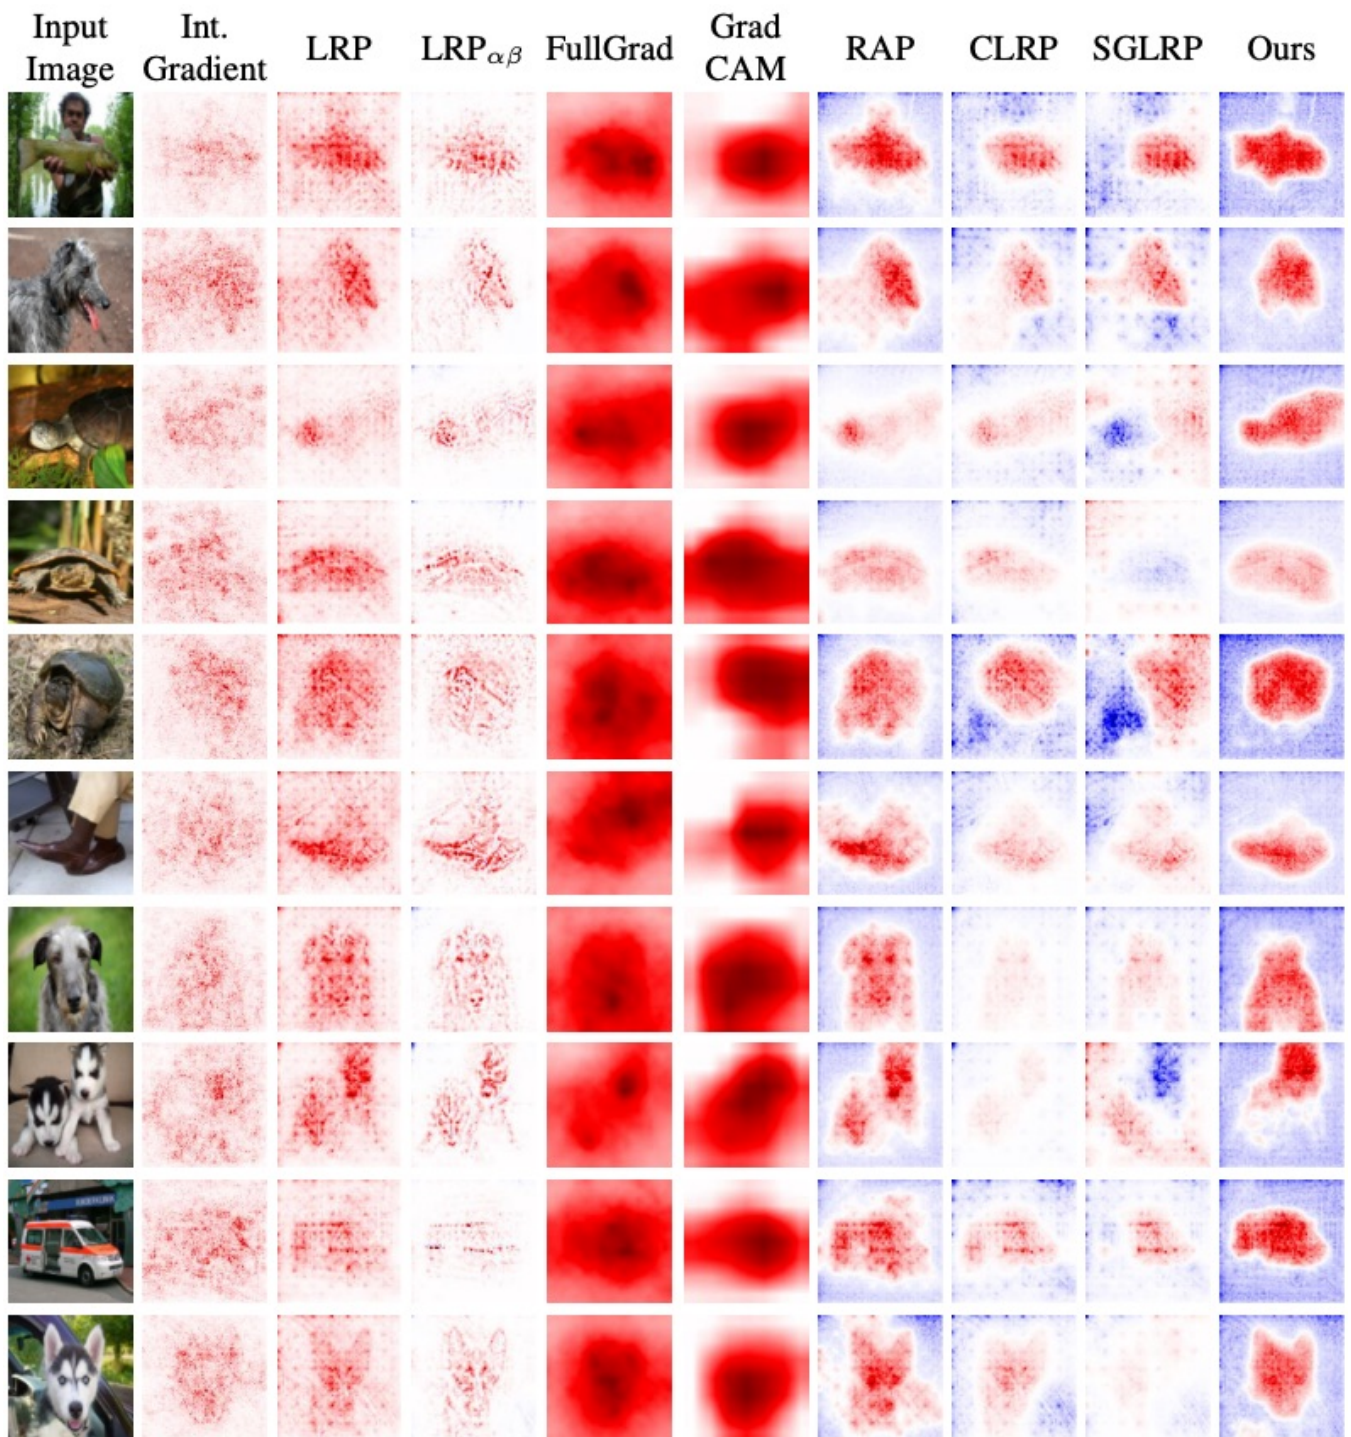 Input Image
Int. Gradient
LRP
LRPαβ
FullGrad
Grad CAM
RAP
CLRP
SGLRP
Ours